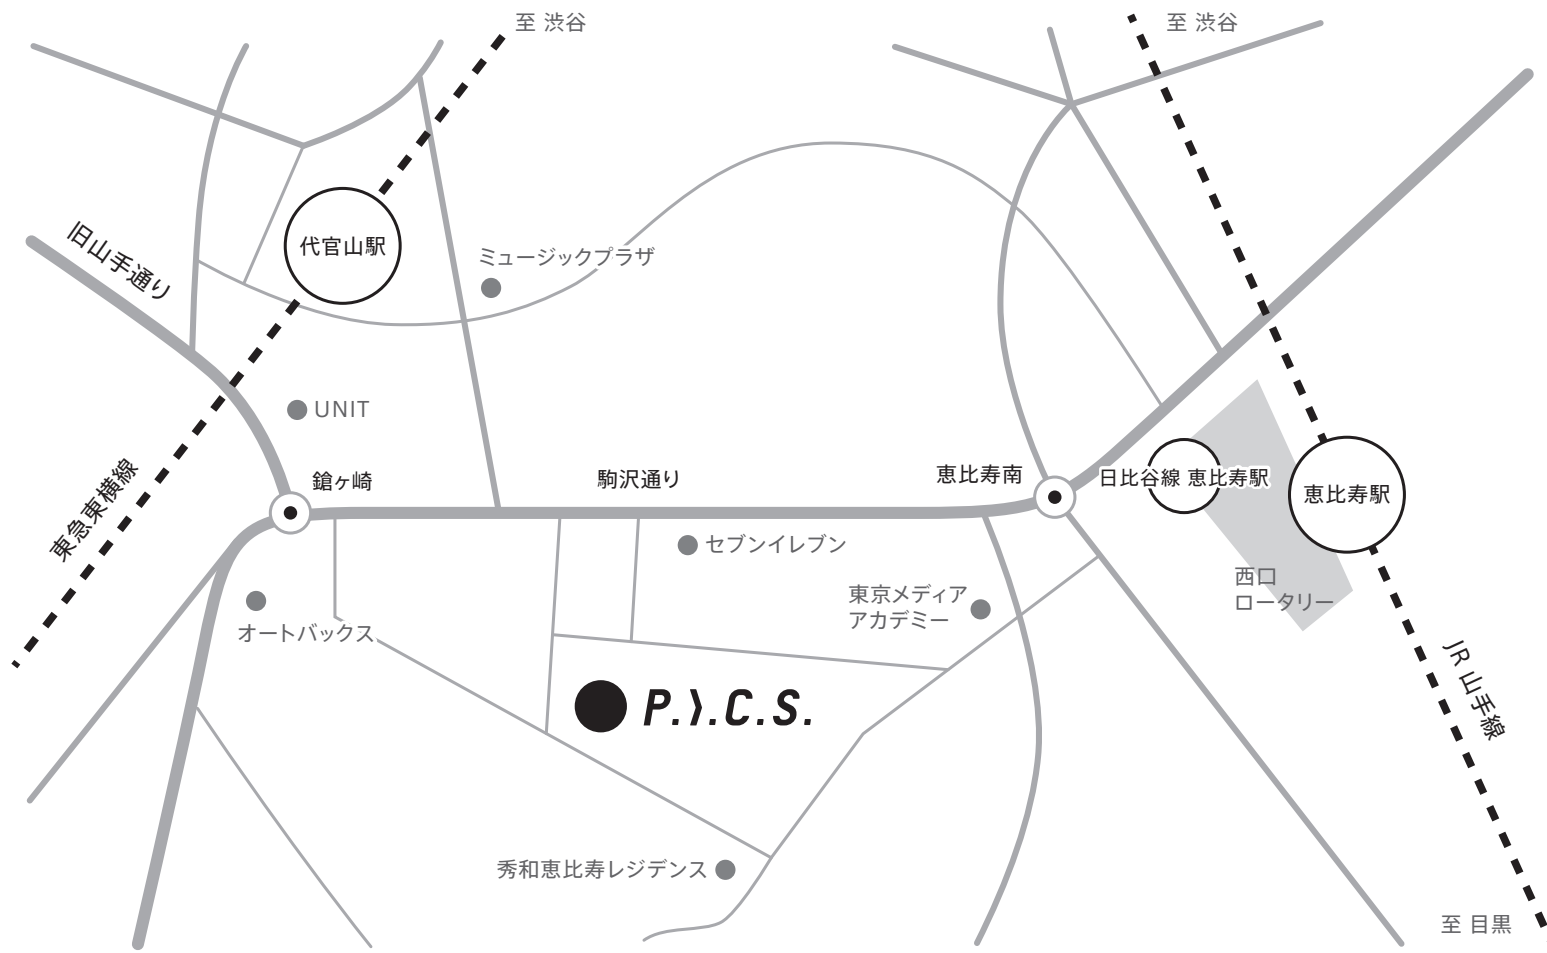 至 渋谷
至 渋谷
旧山手通り
代官山駅
ミュージックプラザ
UNIT
東急東横線
鎗ヶ崎
駒沢通り
恵比寿南
日比谷線 恵比寿駅
恵比寿駅
セブンイレブン
西口
ロータリー
東京メディア
アカデミー
オートバックス
JR 山手線
P.I.C.S.
秀和恵比寿レジデンス
至 目黒